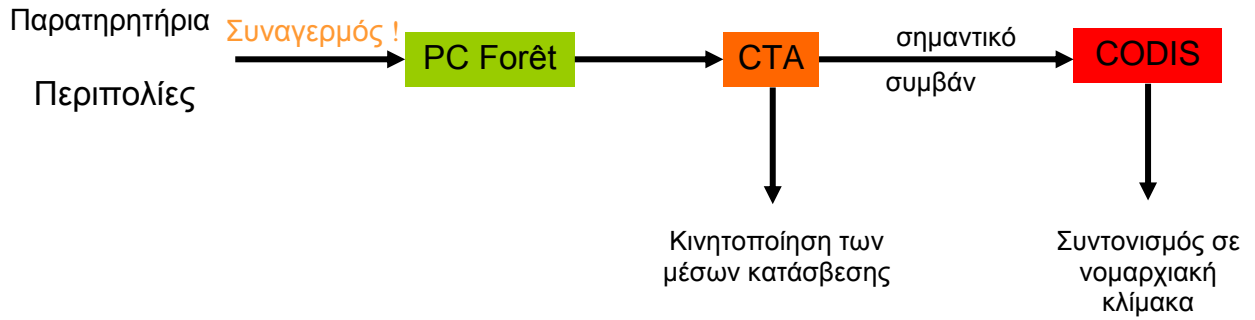 Παρατηρητήρια
Συναγερμός !
Περιπολίες
PC Forêt
CTA
σημαντικό
συμβάν
CODIS
Κινητοποίηση των
μέσων κατάσβεσης
Συντονισμός σε
νομαρχιακή
κλίμακα